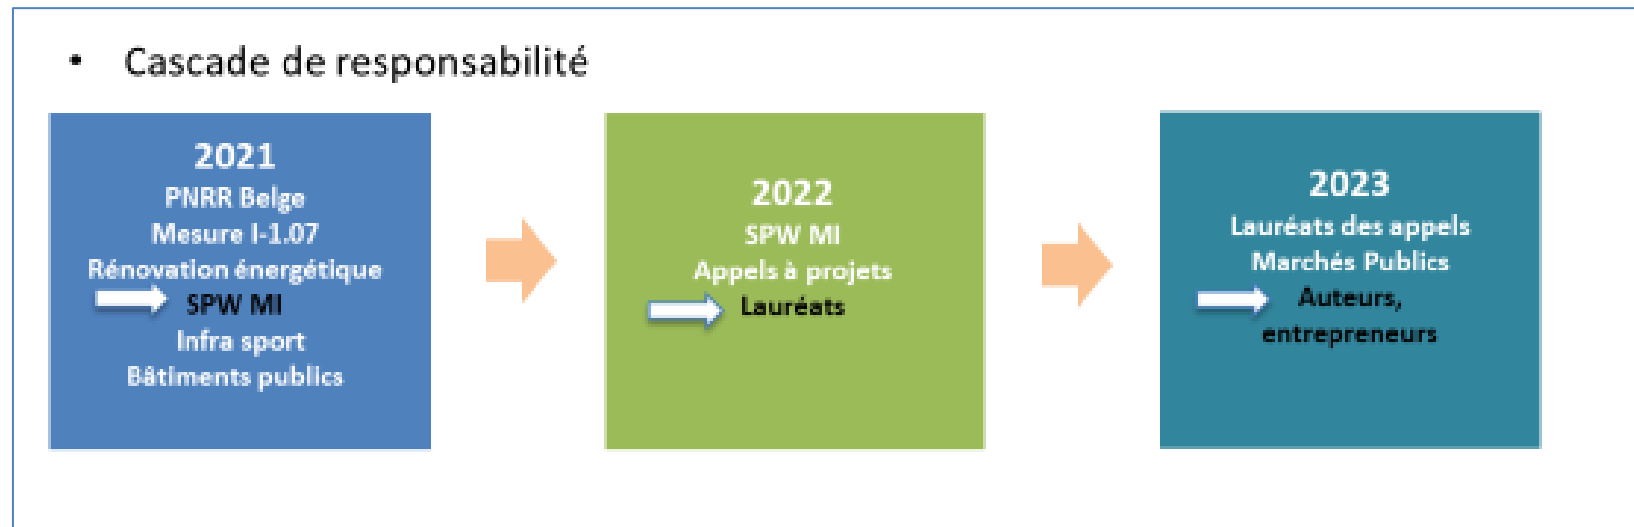 • Cascade de responsabilité
2021
PNRR Belge
Mesure I-1.07
Rénovation énergétique
SPW MI
Infra sport
Bâtiments publics
2022
SPW MI
Appels à projets
Lauréats
2023
Lauréats des appels
Marchés Publics
Auteurs,
entrepreneurs